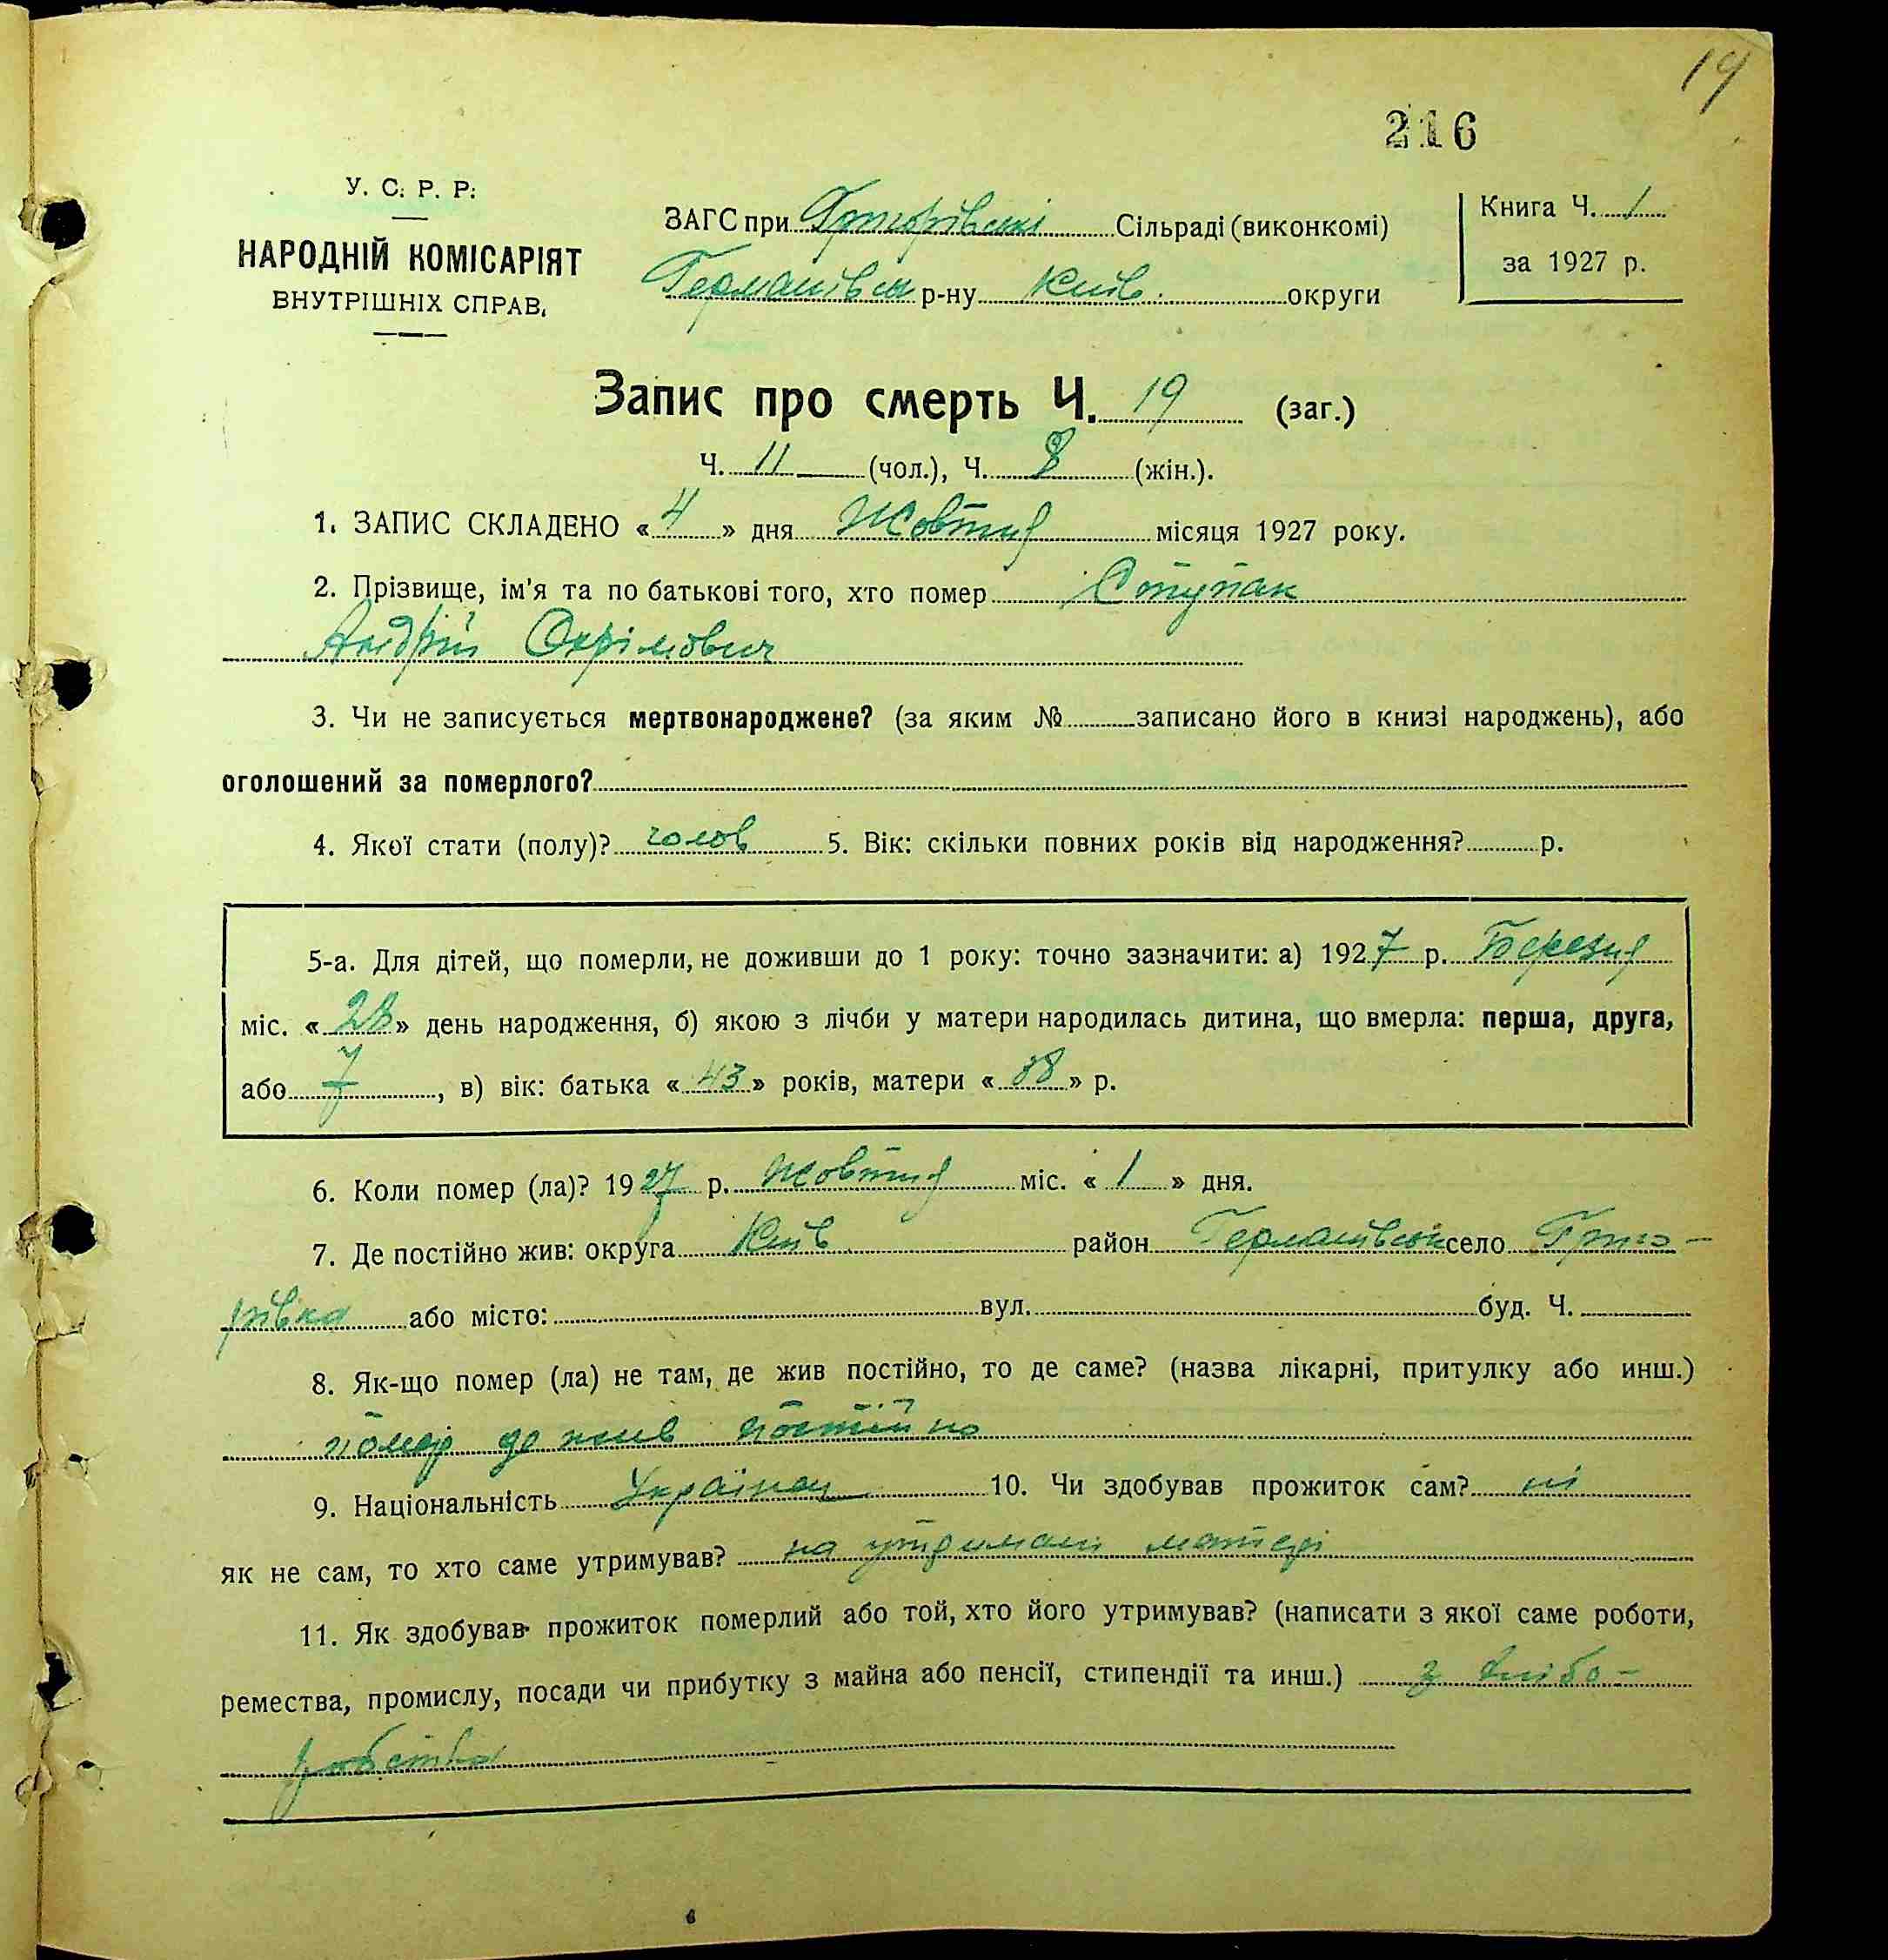 19
216
У. С. Р. Р.
НАРОДНІЙ КОМІСАРІЯТ
ВНУТРІШНІХ СПРАВ.
ЗАГС при Григорівській Сільраді (виконкомі)
Германівськ р-ну Київ. округи
Книга Ч. 1
за 1927 р.
Запис про смерть Ч. 19 (заг.)
Ч. 11 (чол.), Ч. 8 (жін.).
1. ЗАПИС СКЛАДЕНО « 4 » дня Жовтня місяця 1927 року.
2. Прізвище, ім'я та по батькові того, хто помер Ступак
Андрій Охрімович
3. Чи не записується мертвонароджене? (за яким № записано його в книзі народжень), або
оголошений за померлого?
4. Якої стати (полу)? чолов 5. Вік: скільки повних років від народження? р.
5-а. Для дітей, що померли, не доживши до 1 року: точно зазначити: а) 1927 р. Березня
міс. « 28 » день народження, б) якою з лічби у матери народилась дитина, що вмерла: перша, друга,
або 7, в) вік: батька « 43 » років, матери « 38 » р.
6. Коли помер (ла)? 1927 р. Жовтня міс. « 1 » дня.
7. Де постійно жив: округа Київ район Германівськ село Григо-
рівка або місто: вул. буд. Ч.
8. Як-що помер (ла) не там, де жив постійно, то де саме? (назва лікарні, притулку або инш.)
помер де жив постійно
9. Національність Українец 10. Чи здобував прожиток сам? ні
як не сам, то хто саме утримував? на утримані матері
11. Як здобував прожиток померлий або той, хто його утримував? (написати з якої саме роботи,
ремества, промислу, посади чи прибутку з майна або пенсії, стипендії та инш.) з хлібо-
робства